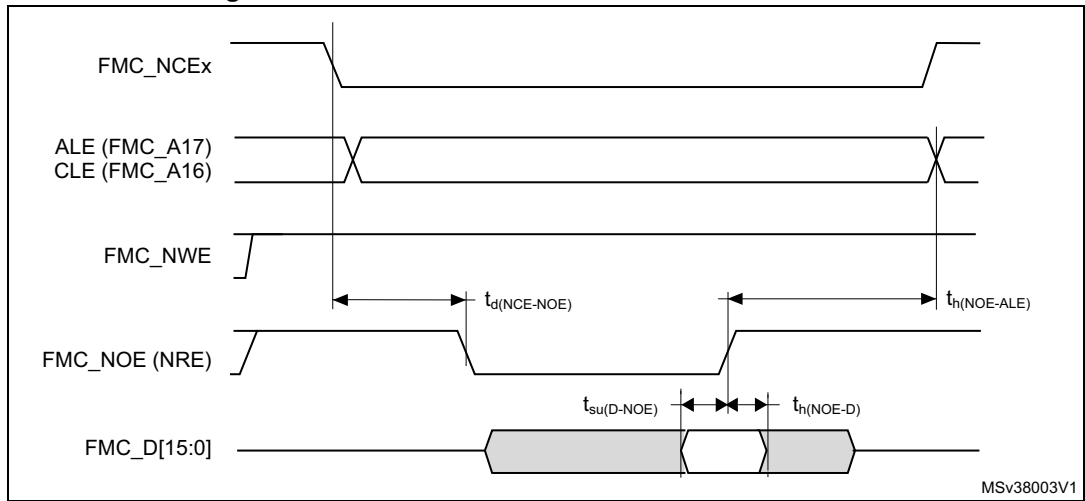 FMC_NCEx
ALE (FMC_A17)
CLE (FMC_A16)
FMC_NWE
td(NCE-NOE)
th(NOE-ALE)
FMC_NOE (NRE)
tsu(D-NOE)
th(NOE-D)
FMC_D[15:0]
MSv38003V1